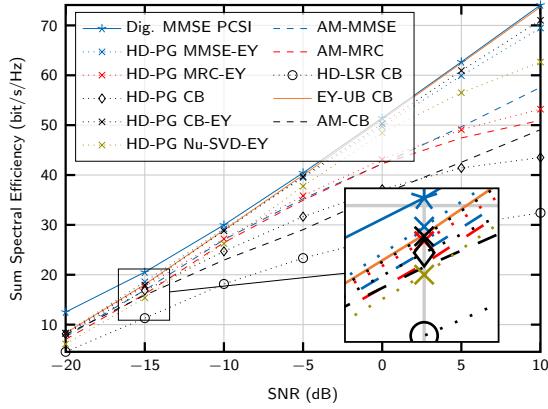 Dig. MMSE PCSI
HD-PG MMSE-EY
HD-PG MRC-EY
HD-PG CB
HD-PG CB-EY
HD-PG Nu-SVD-EY
AM-MMSE
AM-MRC
HD-LSR CB
EY-UB CB
AM-CB
Sum Spectral Efficiency (bit/s/Hz)
70
60
50
40
30
20
10
−20
−15
−10
−5
0
5
10
SNR (dB)